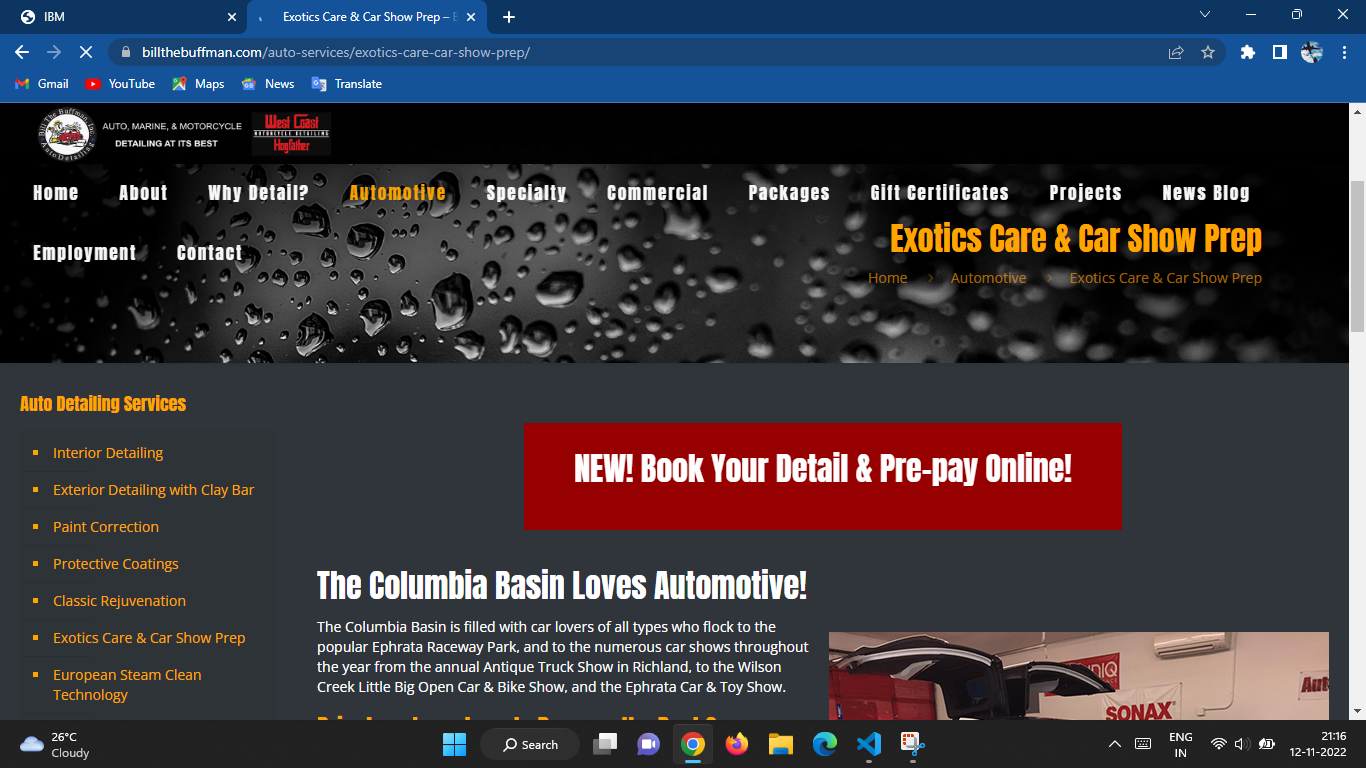 IBM
Exotics Care & Car Show Prep – B
billthebuffman.com/auto-services/exotics-care-car-show-prep/
Gmail
YouTube
Maps
News
Translate
Bill The Buffman, Inc.
Auto Detailing
AUTO, MARINE, & MOTORCYCLE
DETAILING AT ITS BEST
West Coast
MOTORCYCLE DETAILING
Hogfather
Home
About
Why Detail?
Automotive
Specialty
Commercial
Packages
Gift Certificates
Projects
News Blog
Employment
Contact
Exotics Care & Car Show Prep
Home > Automotive > Exotics Care & Car Show Prep
Auto Detailing Services
Interior Detailing
Exterior Detailing with Clay Bar
Paint Correction
Protective Coatings
Classic Rejuvenation
Exotics Care & Car Show Prep
European Steam Clean
Technology
NEW! Book Your Detail & Pre-pay Online!
The Columbia Basin Loves Automotive!
The Columbia Basin is filled with car lovers of all types who flock to the
popular Ephrata Raceway Park, and to the numerous car shows throughout
the year from the annual Antique Truck Show in Richland, to the Wilson
Creek Little Big Open Car & Bike Show, and the Ephrata Car & Toy Show.
SONAX
Aut
26°C
Cloudy
Search
ENG
IN
21:16
12-11-2022